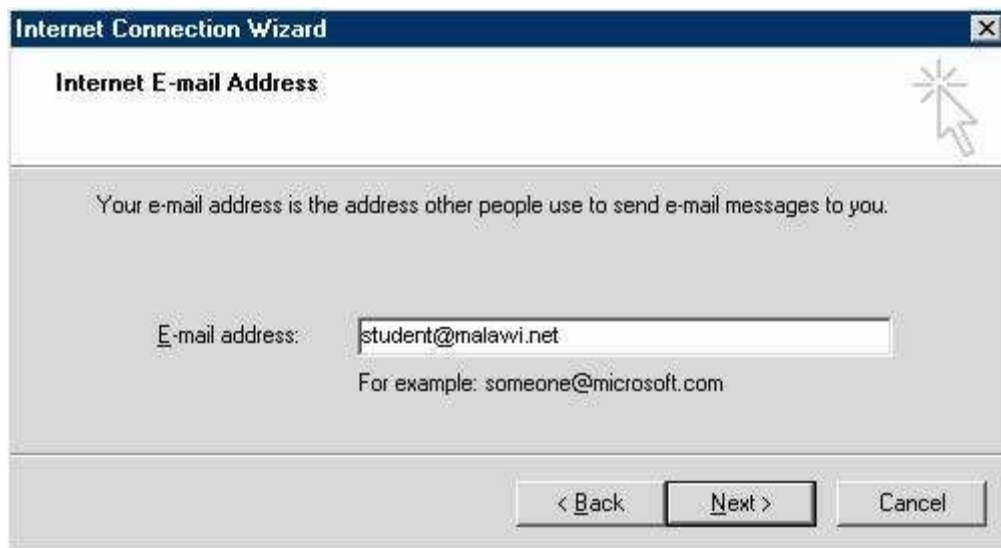 Internet Connection Wizard
Internet E-mail Address
Your e-mail address is the address other people use to send e-mail messages to you.
E-mail address: student@malawi.net
For example: someone@microsoft.com
< Back Next > Cancel